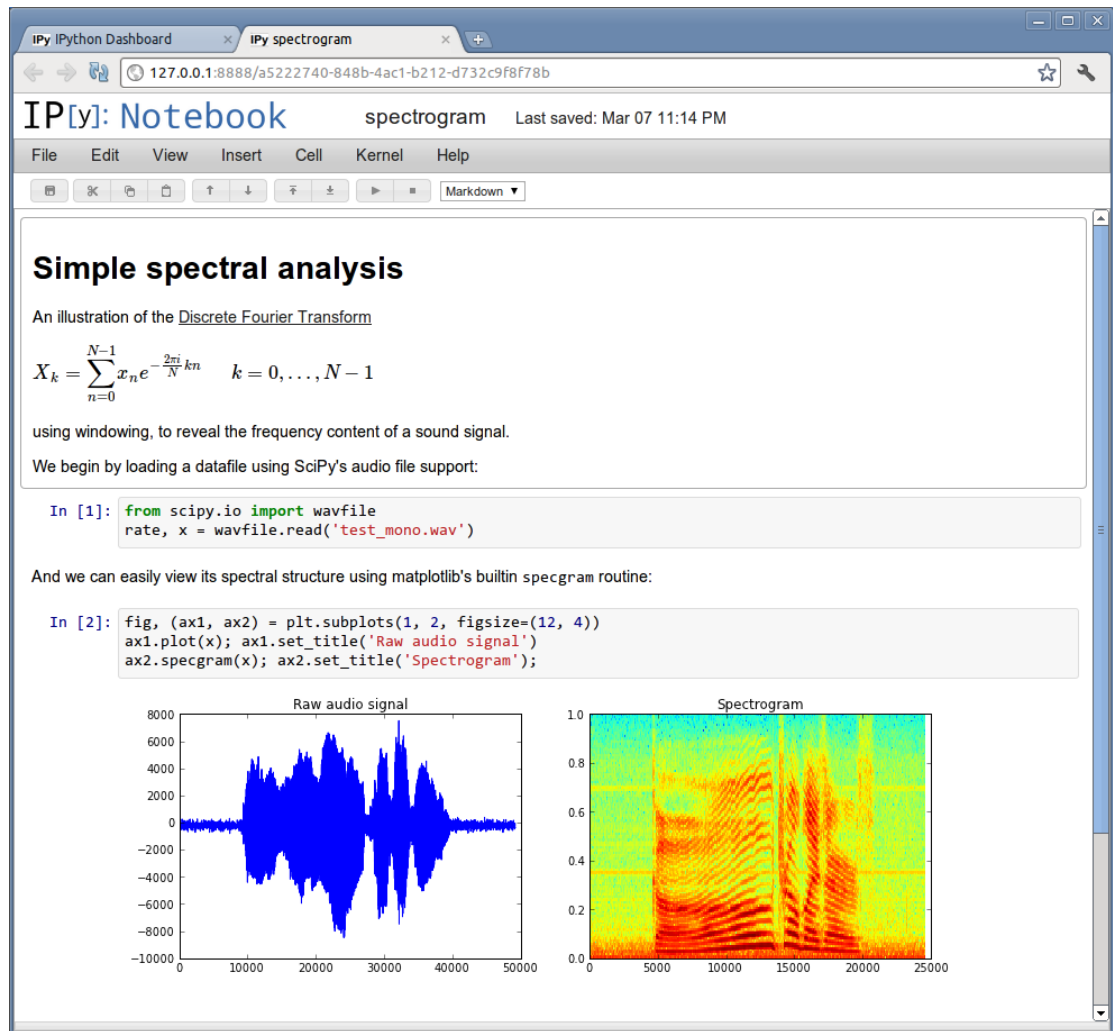 IPy IPython Dashboard
IPy spectrogram
127.0.0.1:8888/a5222740-848b-4ac1-b212-d732c9f8f78b
IP[y]: Notebook spectrogram Last saved: Mar 07 11:14 PM
File Edit View Insert Cell Kernel Help
Markdown
Simple spectral analysis
An illustration of the Discrete Fourier Transform
X_k = \sum_{n=0}^{N-1} x_n e^{-\frac{2\pi i}{N} kn} k = 0, . . . , N − 1
using windowing, to reveal the frequency content of a sound signal.
We begin by loading a datafile using SciPy's audio file support:
In [1]: from scipy.io import wavfile
rate, x = wavfile.read('test_mono.wav')
And we can easily view its spectral structure using matplotlib's builtin specgram routine:
In [2]: fig, (ax1, ax2) = plt.subplots(1, 2, figsize=(12, 4))
ax1.plot(x); ax1.set_title('Raw audio signal')
ax2.specgram(x); ax2.set_title('Spectrogram');
Raw audio signal
8000
6000
4000
2000
0
−2000
−4000
−6000
−8000
−10000
0 10000 20000 30000 40000 50000
Spectrogram
1.0
0.8
0.6
0.4
0.2
0.0
0 5000 10000 15000 20000 25000